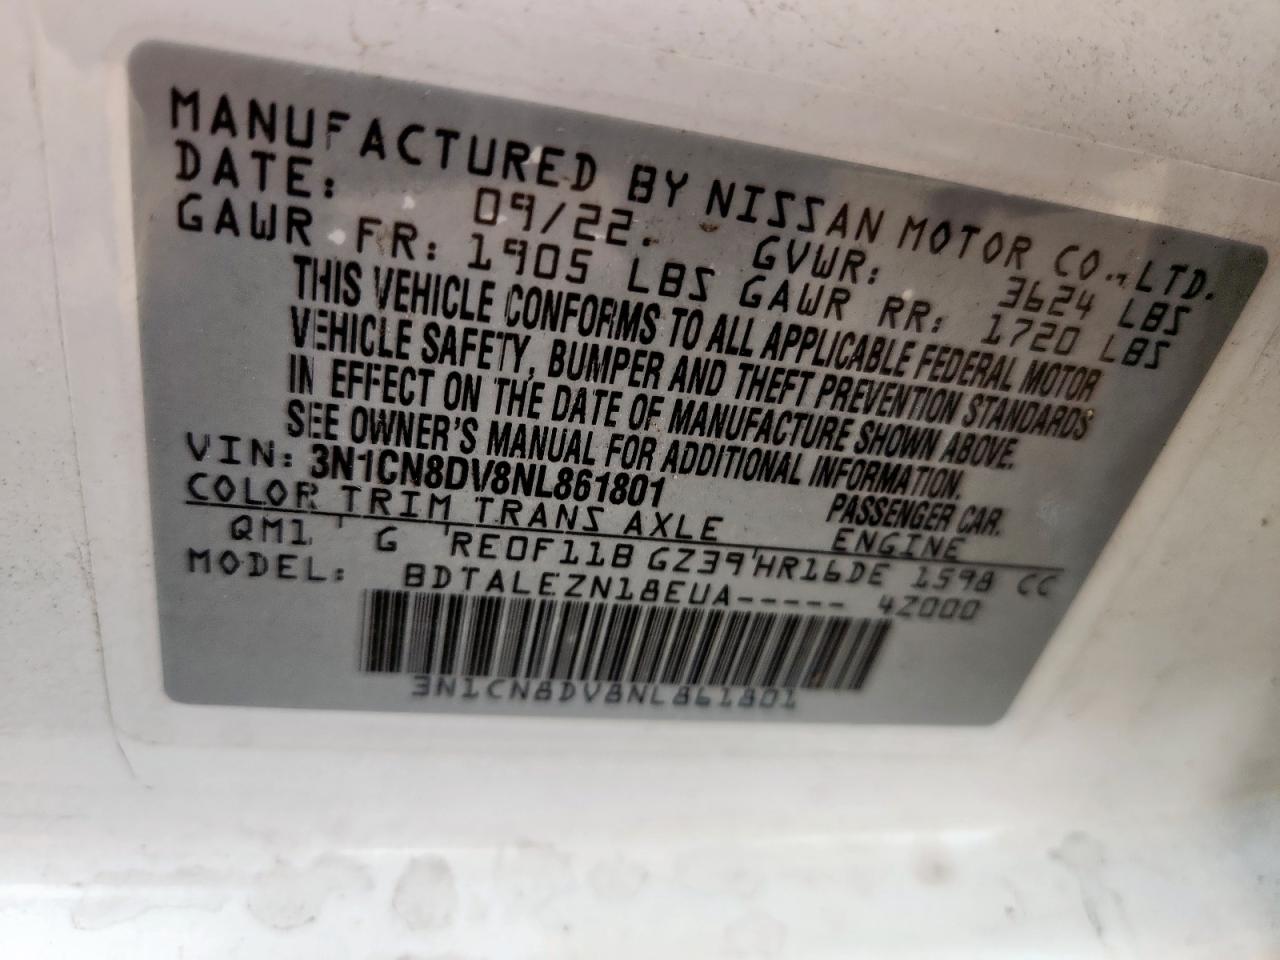 MANUFACTURED BY NISSAN MOTOR CO., LTD.
DATE: 09/22. GVWR: 3624 LBS
GAWR FR: 1905 LBS GAWR RR: 1720 LBS
THIS VEHICLE CONFORMS TO ALL APPLICABLE FEDERAL MOTOR
VEHICLE SAFETY, BUMPER AND THEFT PREVENTION STANDARDS
IN EFFECT ON THE DATE OF MANUFACTURE SHOWN ABOVE.
SEE OWNER'S MANUAL FOR ADDITIONAL INFORMATION.
VIN: 3N1CN8DV8NL861801 PASSENGER CAR.
COLOR TRIM TRANS AXLE ENGINE
QM1 G RE0F11B GZ39 HR16DE 1598 CC
MODEL: BDTALEZN18EUA----- 4Z000
3N1CN8DV8NL861801